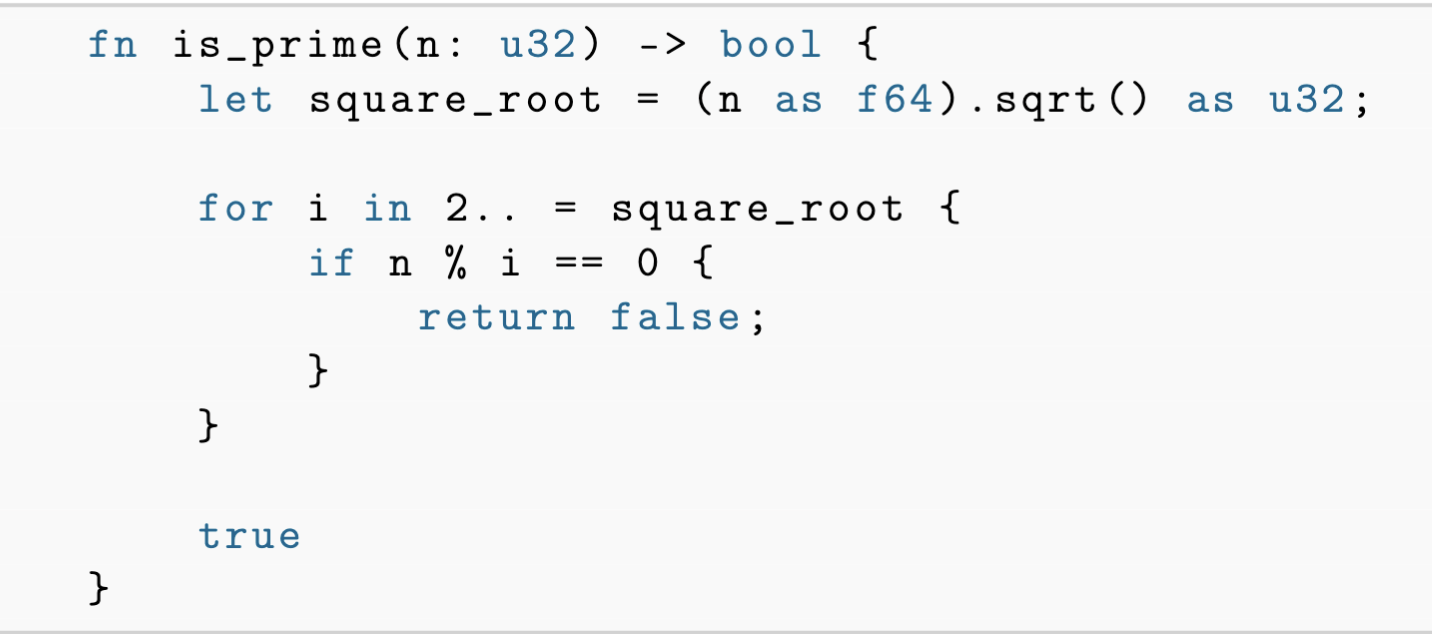 fn is_prime(n: u32) -> bool {
    let square_root = (n as f64).sqrt() as u32;

    for i in 2.. = square_root {
        if n % i == 0 {
            return false;
        }
    }

    true
}